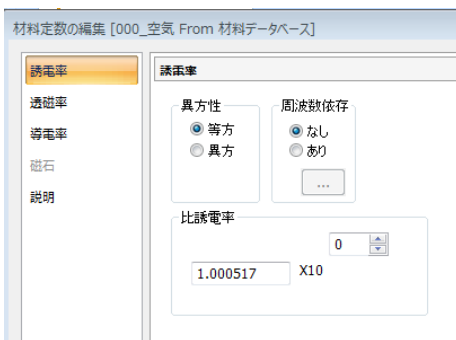 材料定数の編集 [000_空気 From 材料データベース]
誘電率
透磁率
導電率
磁石
説明
誘電率
異方性
等方
異方
周波数依存
なし
あり
...
比誘電率
0
1.000517 X10